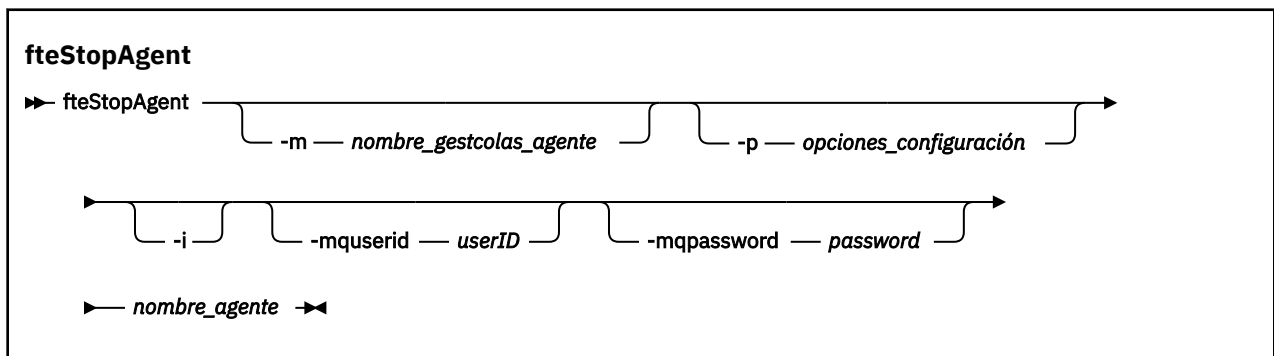 fteStopAgent
fteStopAgent
-m nombre_gestcolas_agente -p opciones_configuración
-i -mquserid userID -mqpassword password
nombre_agente